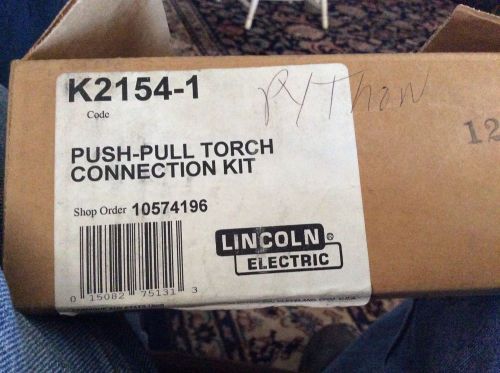 K2154-1
Code
Python
12
PUSH-PULL TORCH
CONNECTION KIT
Shop Order 10574196
LINCOLN ®
ELECTRIC
0 15082 75131 3